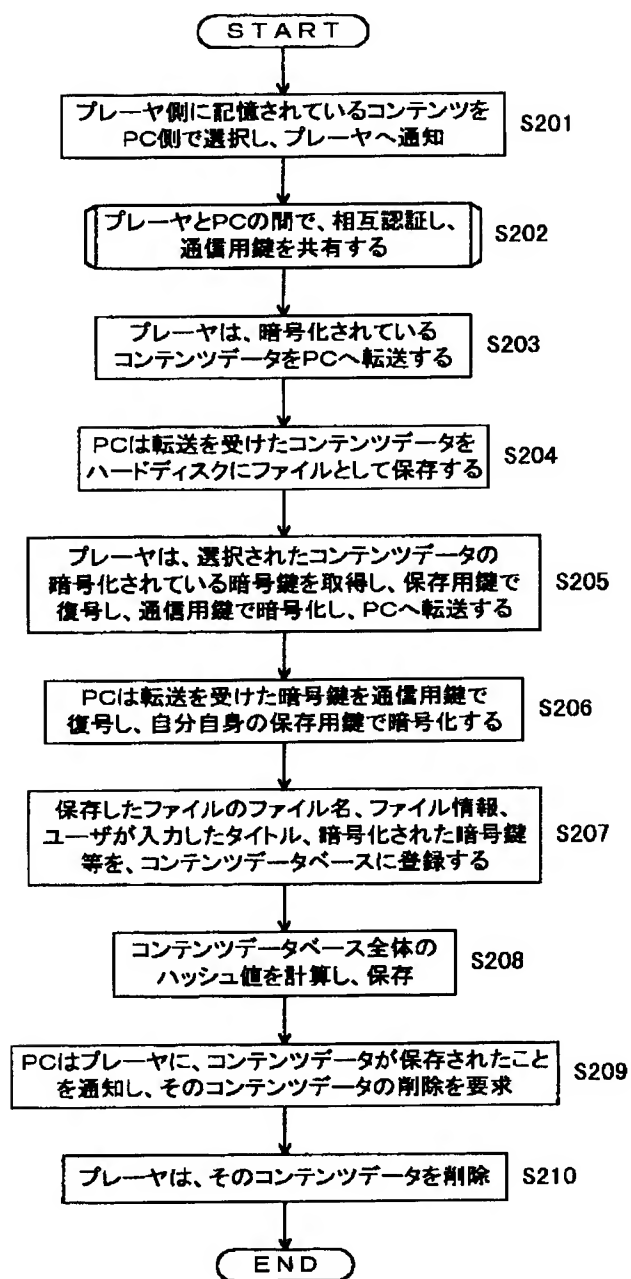 START
プレーヤ側に記憶されているコンテンツを
PC側で選択し、プレーヤへ通知
S201
プレーヤとPCの間で、相互認証し、
通信用鍵を共有する
S202
プレーヤは、暗号化されている
コンテンツデータをPCへ転送する
S203
PCは転送を受けたコンテンツデータを
ハードディスクにファイルとして保存する
S204
プレーヤは、選択されたコンテンツデータの
暗号化されている暗号鍵を取得し、保存用鍵で
復号し、通信用鍵で暗号化し、PCへ転送する
S205
PCは転送を受けた暗号鍵を通信用鍵で
復号し、自分自身の保存用鍵で暗号化する
S206
保存したファイルのファイル名、ファイル情報、
ユーザが入力したタイトル、暗号化された暗号鍵
等を、コンテンツデータベースに登録する
S207
コンテンツデータベース全体の
ハッシュ値を計算し、保存
S208
PCはプレーヤに、コンテンツデータが保存されたこと
を通知し、そのコンテンツデータの削除を要求
S209
プレーヤは、そのコンテンツデータを削除
S210
END